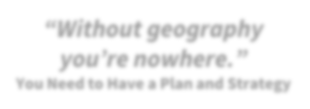 “Without geography
you’re nowhere.”
You Need to Have a Plan and Strategy